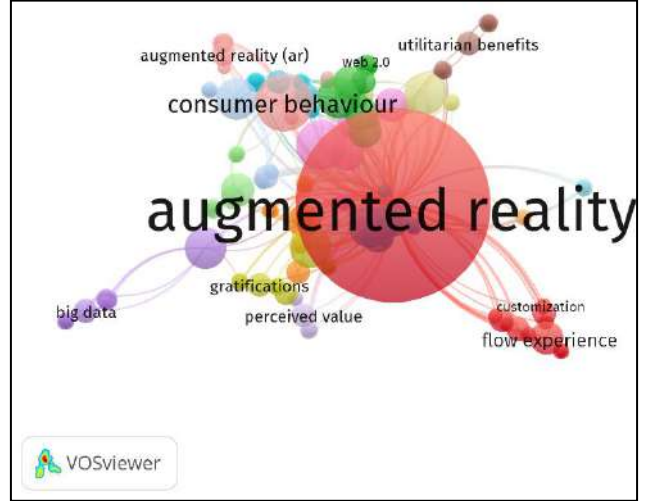 augmented reality (ar)
utilitarian benefits
web 2.0
consumer behaviour
augmented reality
gratifications
big data
perceived value
customization
flow experience
VOSviewer